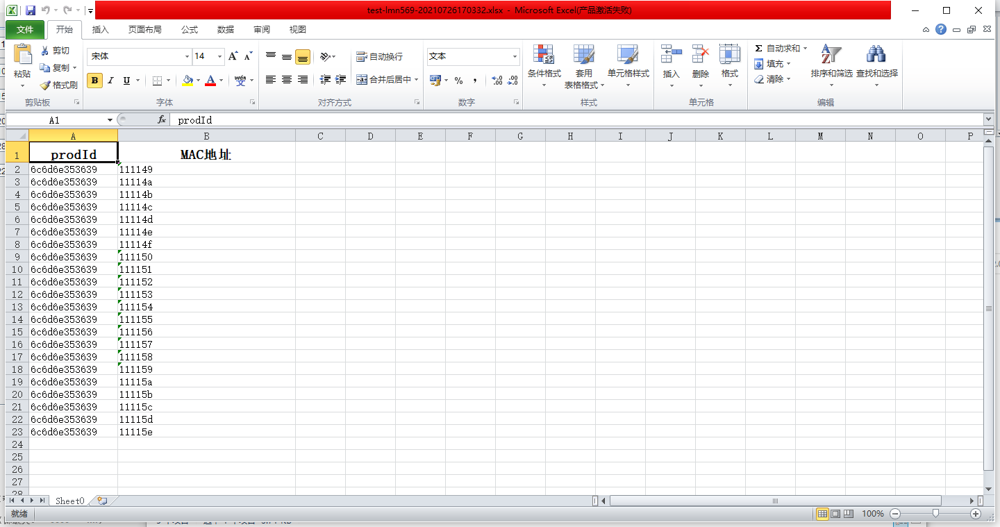 test-lmn569-20210726170332.xlsx - Microsoft Excel(产品激活失败)
文件 开始 插入 页面布局 公式 数据 审阅 视图
粘贴 剪切 复制 格式刷 剪贴板
宋体 14 B I U 字体
自动换行 合并后居中 对齐方式
文本 % , 数字
条件格式 套用 表格格式 单元格样式 样式
插入 删除 格式 单元格
Σ 自动求和 填充 清除 排序和筛选 查找和选择 编辑
A1 fx prodId
A B C D E F G H I J K L M N O P
1 prodId MAC地址
2 6c6d6e353639 111149
3 6c6d6e353639 11114a
4 6c6d6e353639 11114b
5 6c6d6e353639 11114c
6 6c6d6e353639 11114d
7 6c6d6e353639 11114e
8 6c6d6e353639 11114f
9 6c6d6e353639 111150
10 6c6d6e353639 111151
11 6c6d6e353639 111152
12 6c6d6e353639 111153
13 6c6d6e353639 111154
14 6c6d6e353639 111155
15 6c6d6e353639 111156
16 6c6d6e353639 111157
17 6c6d6e353639 111158
18 6c6d6e353639 111159
19 6c6d6e353639 11115a
20 6c6d6e353639 11115b
21 6c6d6e353639 11115c
22 6c6d6e353639 11115d
23 6c6d6e353639 11115e
24
25
26
27
28
Sheet0
就绪 100%